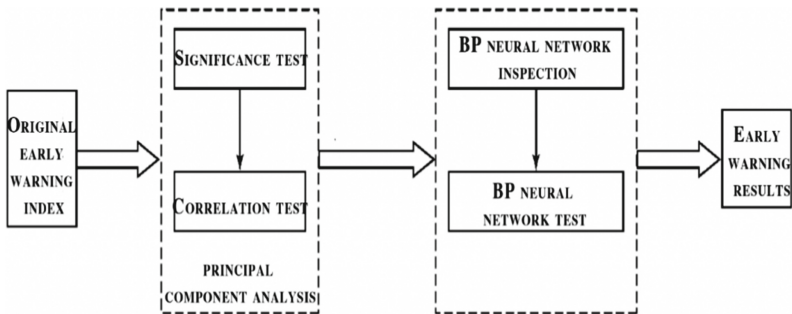 ORIGINAL
EARLY
WARNING
INDEX
SIGNIFICANCE TEST
CORRELATION TEST
PRINCIPAL
COMPONENT ANALYSIS
BP NEURAL NETWORK
INSPECTION
BP NEURAL
NETWORK TEST
EARLY
WARNING
RESULTS